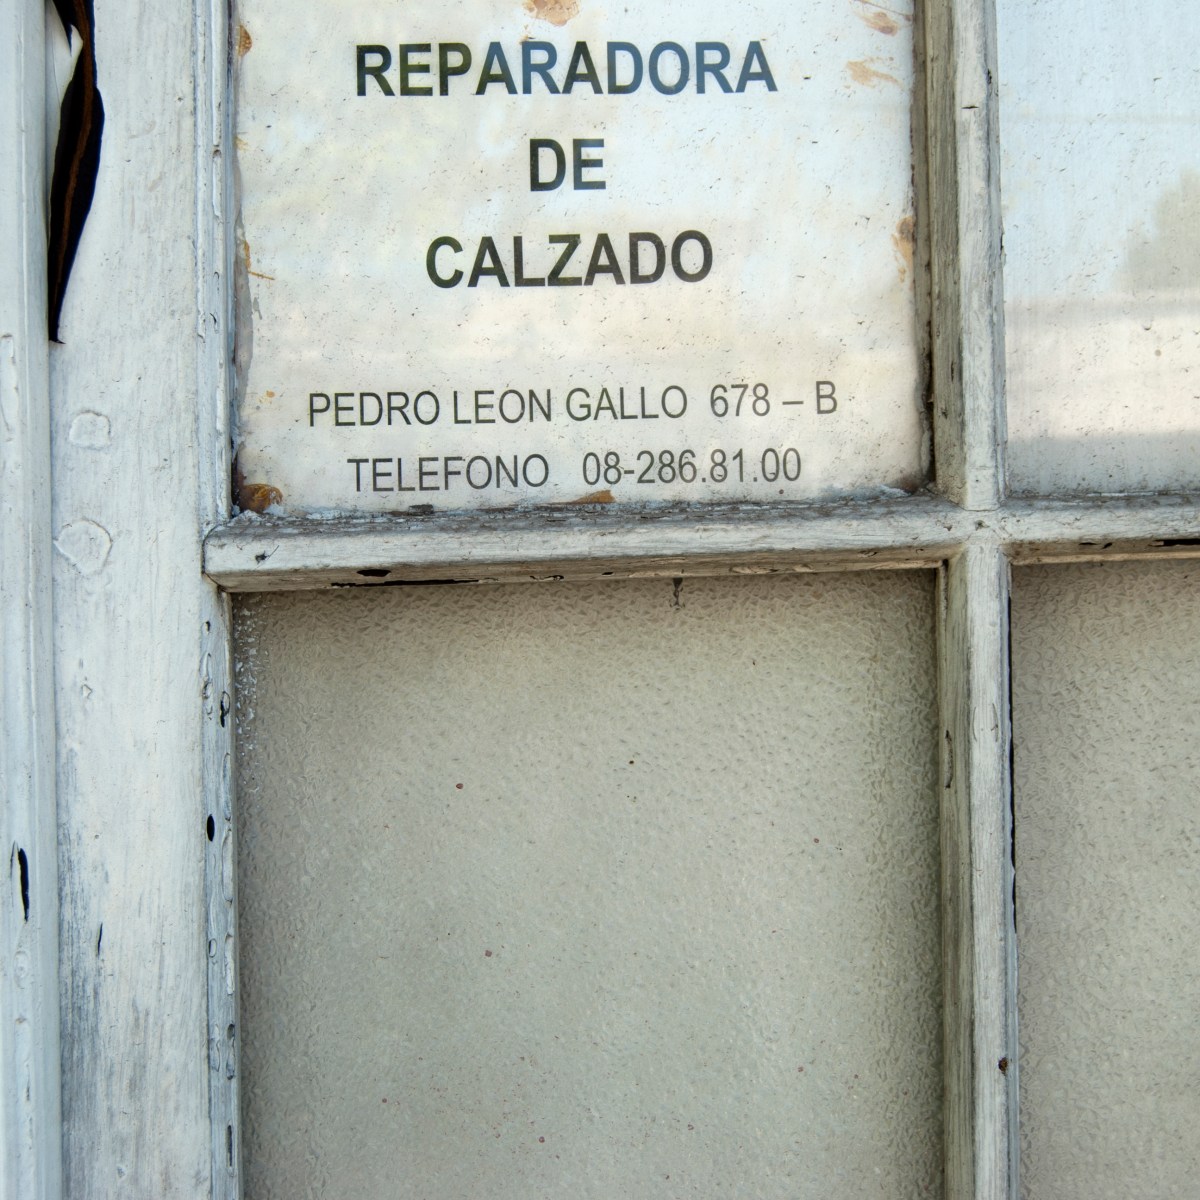 REPARADORA
DE
CALZADO
PEDRO LEON GALLO 678 – B
TELEFONO 08-286.81.00